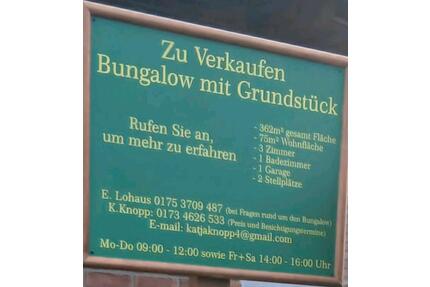 Zu Verkaufen
Bungalow mit Grundstück
Rufen Sie an,
um mehr zu erfahren
- 362m² gesamt Fläche
- 75m² Wohnfläche
- 3 Zimmer
- 1 Badezimmer
- 1 Garage
- 2 Stellplätze
E. Lohaus 0175 3709 487 (bei Fragen rund um den Bungalow)
K.Knopp: 0173 4626 533 (Preis und Besichtigungstermine)
E-mail: katjaknopp4@gmail.com
Mo-Do 09:00 - 12:00 sowie Fr+Sa 14:00 - 16:00 Uhr